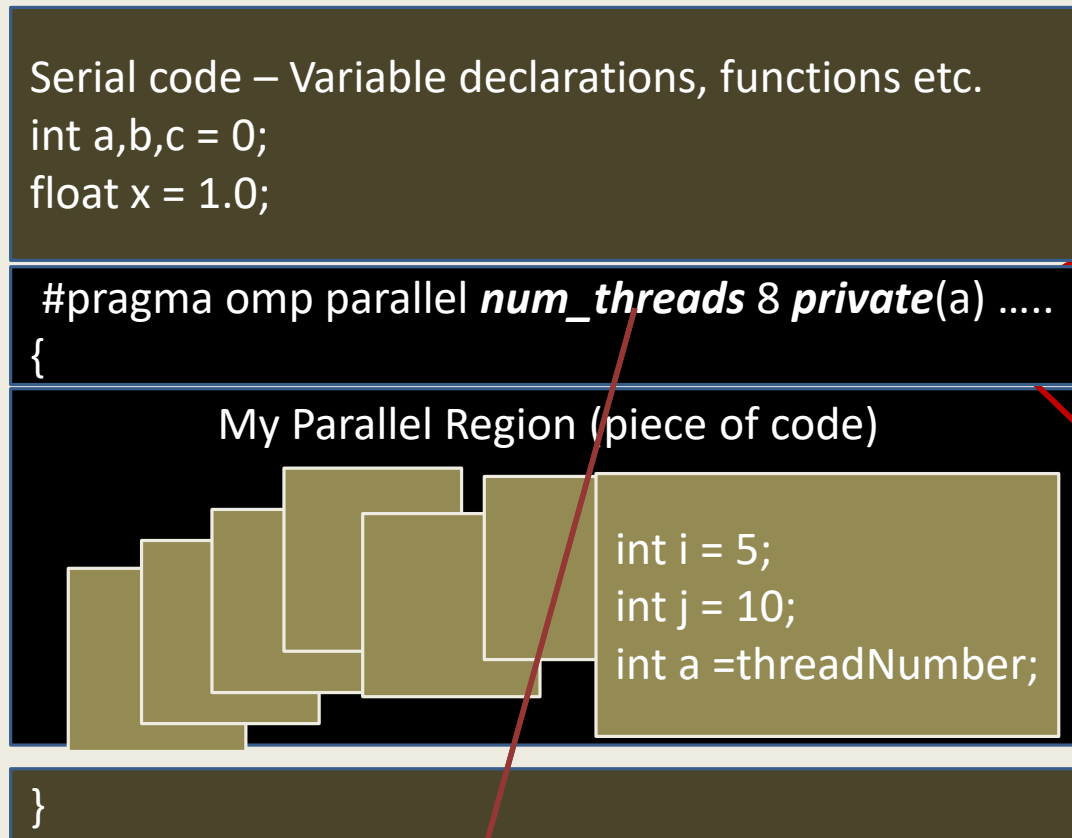 Serial code – Variable declarations, functions etc.
int a,b,c = 0;
float x = 1.0;
#pragma omp parallel num_threads 8 private(a) …..
{
My Parallel Region (piece of code)
int i = 5;
int j = 10;
int a =threadNumber;
}